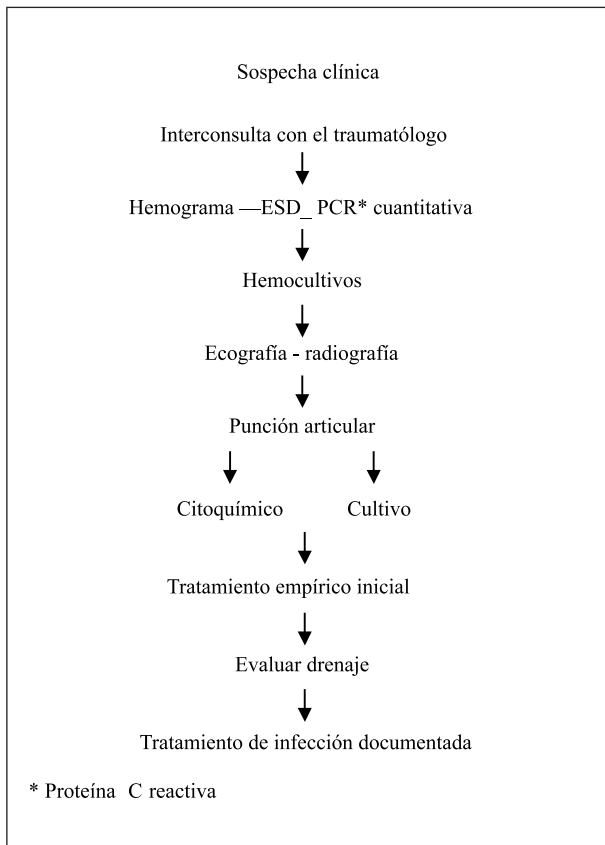 Sospecha clínica
Interconsulta con el traumatólogo
Hemograma —ESD_ PCR* cuantitativa
Hemocultivos
Ecografía - radiografía
Punción articular
Citoquímico Cultivo
Tratamiento empírico inicial
Evaluar drenaje
Tratamiento de infección documentada
* Proteína C reactiva